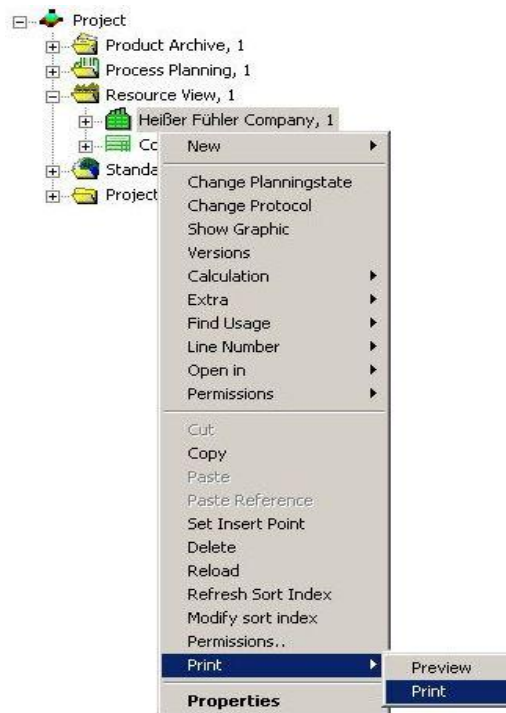 Project
Product Archive, 1
Process Planning, 1
Resource View, 1
Heißer Fühler Company, 1
Co
Standa
Project
New
Change Planningstate
Change Protocol
Show Graphic
Versions
Calculation
Extra
Find Usage
Line Number
Open in
Permissions
Cut
Copy
Paste
Paste Reference
Set Insert Point
Delete
Reload
Refresh Sort Index
Modify sort index
Permissions..
Print
Preview
Print
Properties